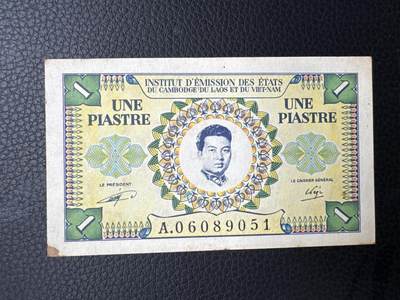 INSTITUT D'ÉMISSION DES ÉTATS
DU CAMBODGE DU LAOS ET DU VIET-NAM
1
1
UNE
PIASTRE
UNE
PIASTRE
LE PRÉSIDENT
LE CAISSIER GÉNÉRAL
A.06089051
1
1